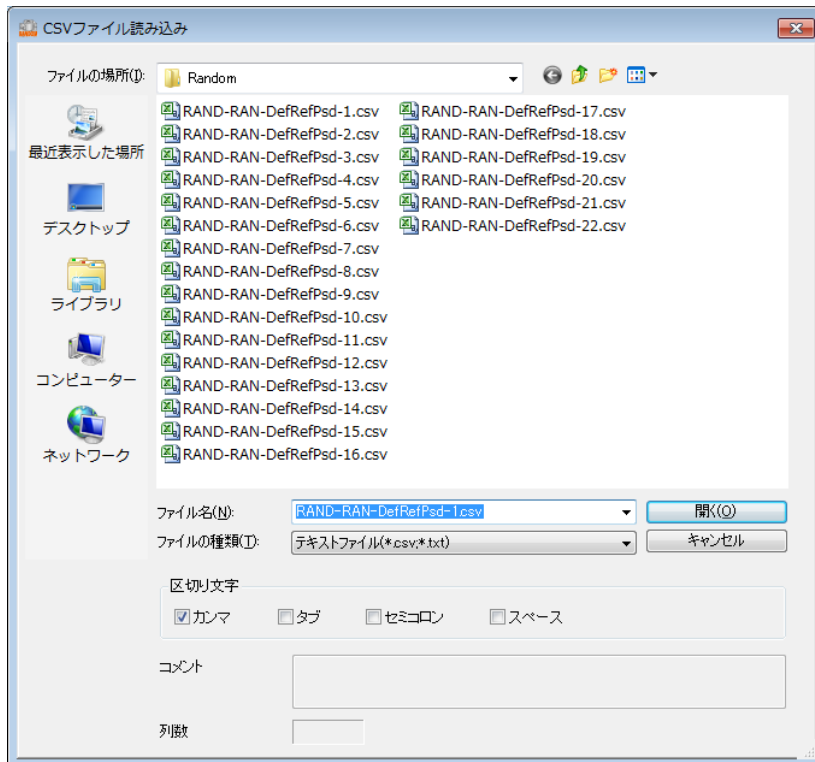 CSVファイル読み込み
ファイルの場所(I):
Random
最近表示した場所
デスクトップ
ライブラリ
コンピューター
ネットワーク
RAND-RAN-DefRefPsd-1.csv
RAND-RAN-DefRefPsd-2.csv
RAND-RAN-DefRefPsd-3.csv
RAND-RAN-DefRefPsd-4.csv
RAND-RAN-DefRefPsd-5.csv
RAND-RAN-DefRefPsd-6.csv
RAND-RAN-DefRefPsd-7.csv
RAND-RAN-DefRefPsd-8.csv
RAND-RAN-DefRefPsd-9.csv
RAND-RAN-DefRefPsd-10.csv
RAND-RAN-DefRefPsd-11.csv
RAND-RAN-DefRefPsd-12.csv
RAND-RAN-DefRefPsd-13.csv
RAND-RAN-DefRefPsd-14.csv
RAND-RAN-DefRefPsd-15.csv
RAND-RAN-DefRefPsd-16.csv
RAND-RAN-DefRefPsd-17.csv
RAND-RAN-DefRefPsd-18.csv
RAND-RAN-DefRefPsd-19.csv
RAND-RAN-DefRefPsd-20.csv
RAND-RAN-DefRefPsd-21.csv
RAND-RAN-DefRefPsd-22.csv
ファイル名(N):
RAND-RAN-DefRefPsd-1.csv
開く(O)
ファイルの種類(T):
テキストファイル(*.csv;*.txt)
キャンセル
区切り文字
カンマ
タブ
セミコロン
スペース
コメント
列数